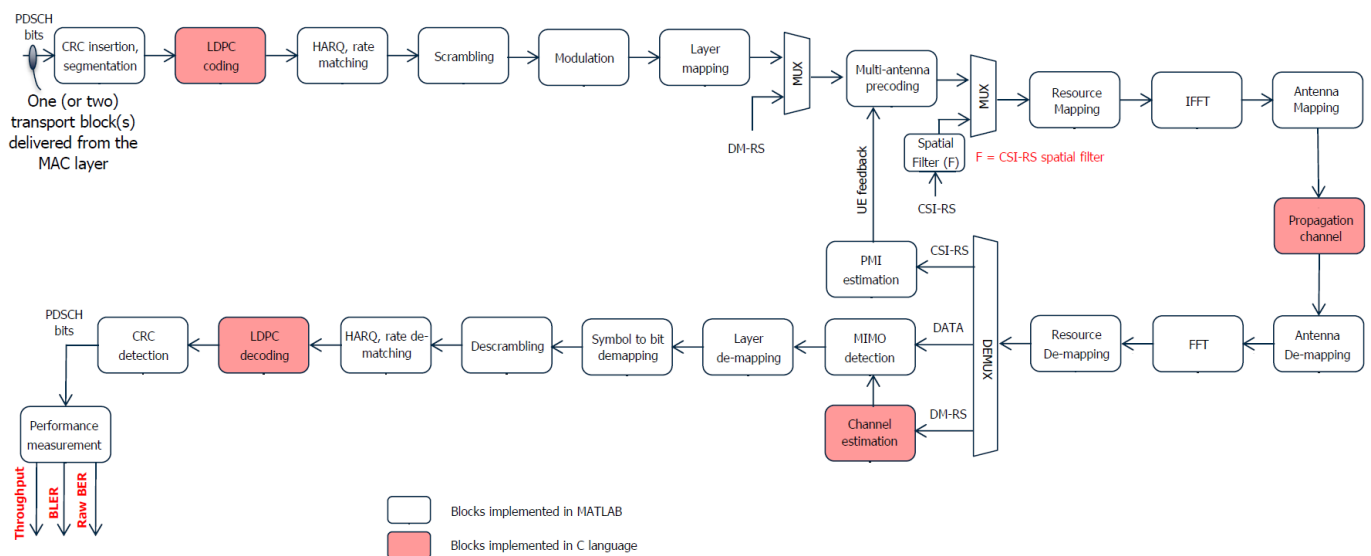 PDSCH
bits
CRC insertion,
segmentation
LDPC
coding
HARQ, rate
matching
Scrambling
Modulation
Layer
mapping
MUX
DM-RS
Multi-antenna
precoding
MUX
Spatial
Filter (F)
F = CSI-RS spatial filter
CSI-RS
Resource
Mapping
IFFT
Antenna
Mapping
One (or two)
transport block(s)
delivered from the
MAC layer
UE feedback
Propagation
channel
PMI
estimation
CSI-RS
DATA
DM-RS
DEMUX
PDSCH
bits
CRC
detection
LDPC
decoding
HARQ, rate de-
matching
Descrambling
Symbol to bit
demapping
Layer
de-mapping
MIMO
detection
Resource
De-mapping
FFT
Antenna
De-mapping
Channel
estimation
Performance
measurement
Throughput
BLER
Raw BER
Blocks implemented in MATLAB
Blocks implemented in C language